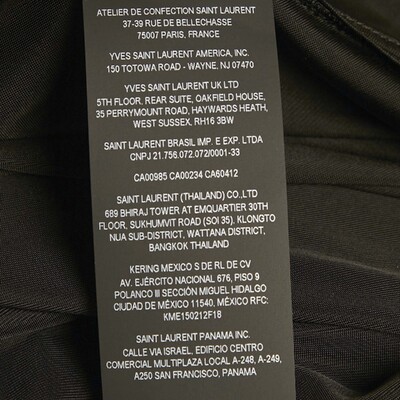 ATELIER DE CONFECTION SAINT LAURENT
37-39 RUE DE BELLECHASSE
75007 PARIS, FRANCE
YVES SAINT LAURENT AMERICA, INC.
150 TOTOWA ROAD - WAYNE, NJ 07470
YVES SAINT LAURENT UK LTD
5TH FLOOR, REAR SUITE, OAKFIELD HOUSE,
35 PERRYMOUNT ROAD, HAYWARDS HEATH,
WEST SUSSEX, RH16 3BW
SAINT LAURENT BRASIL IMP. E EXP. LTDA
CNPJ 21.756.072.072/0001-33
CA00985 CA00234 CA60412
SAINT LAURENT (THAILAND) CO.,LTD
689 BHIRAJ TOWER AT EMQUARTIER 30TH
FLOOR, SUKHUMVIT ROAD (SOI 35), KLONGTO
NUA SUB-DISTRICT, WATTANA DISTRICT,
BANGKOK THAILAND
KERING MEXICO S DE RL DE CV
AV. EJÉRCITO NACIONAL 676, PISO 9
POLANCO III SECCIÓN MIGUEL HIDALGO
CIUDAD DE MÉXICO 11540, MÉXICO RFC:
KME150212F18
SAINT LAURENT PANAMA INC.
CALLE VIA ISRAEL, EDIFICIO CENTRO
COMERCIAL MULTIPLAZA LOCAL A-248, A-249,
A250 SAN FRANCISCO, PANAMA